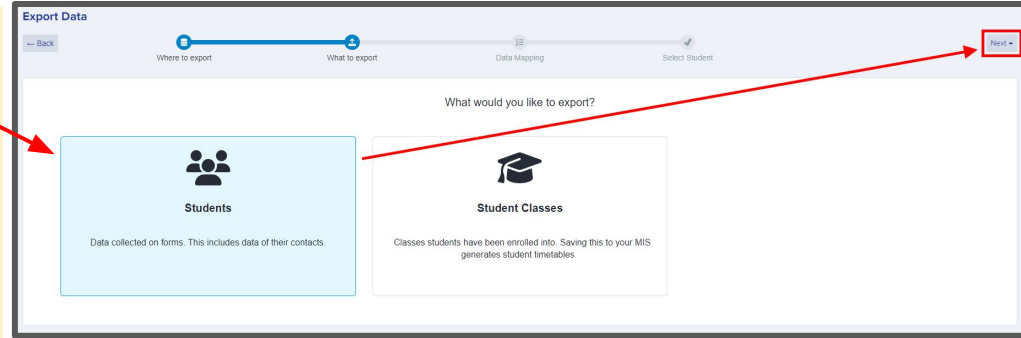 Export Data
← Back
Where to export
What to export
Data Mapping
Select Student
Next →
What would you like to export?
Students
Data collected on forms. This includes data of their contacts.
Student Classes
Classes students have been enrolled into. Saving this to your MIS
generates student timetables